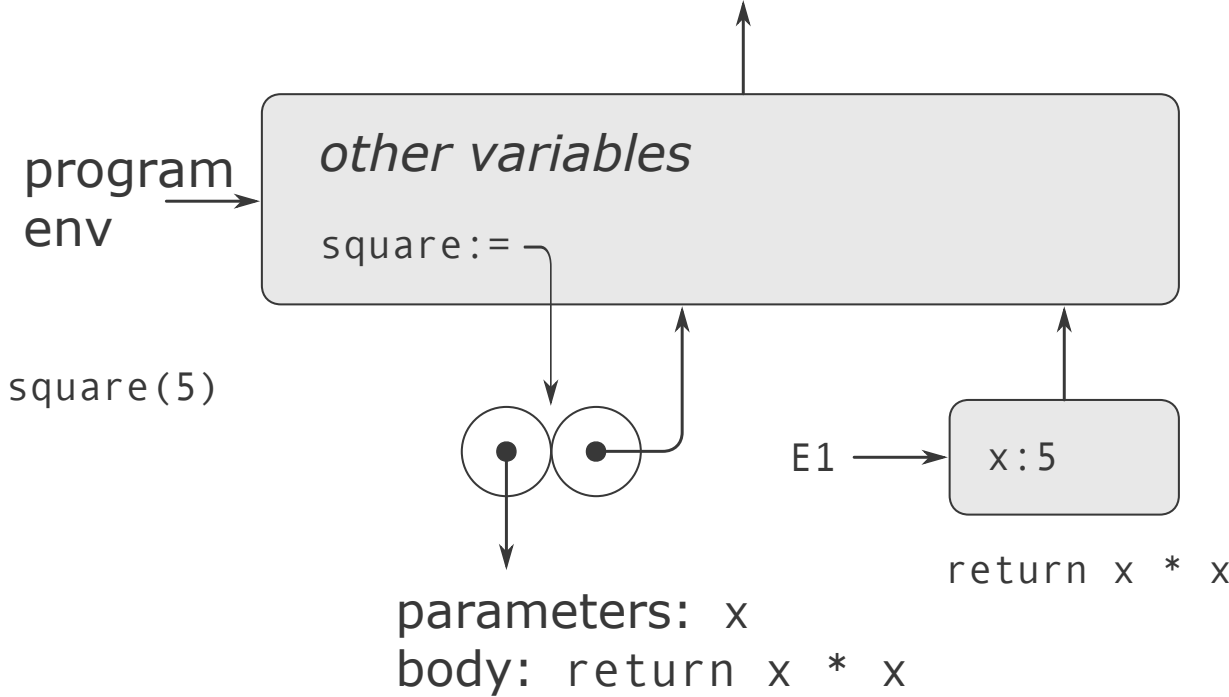 program
env
other variables
square:=
square(5)
E1
x:5
return x * x
parameters: x
body: return x * x